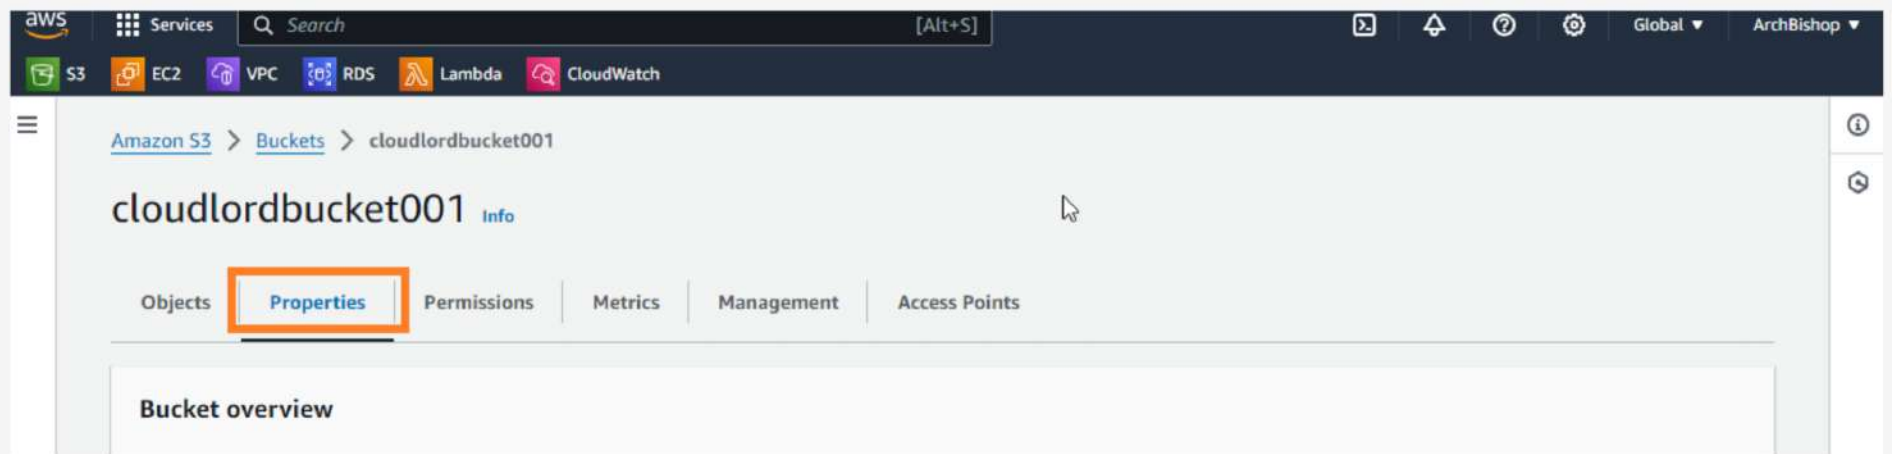 aws Services Search [Alt+S] Global ArchBishop
S3 EC2 VPC RDS Lambda CloudWatch
Amazon S3 > Buckets > cloudlordbucket001
cloudlordbucket001 Info
Objects Properties Permissions Metrics Management Access Points
Bucket overview